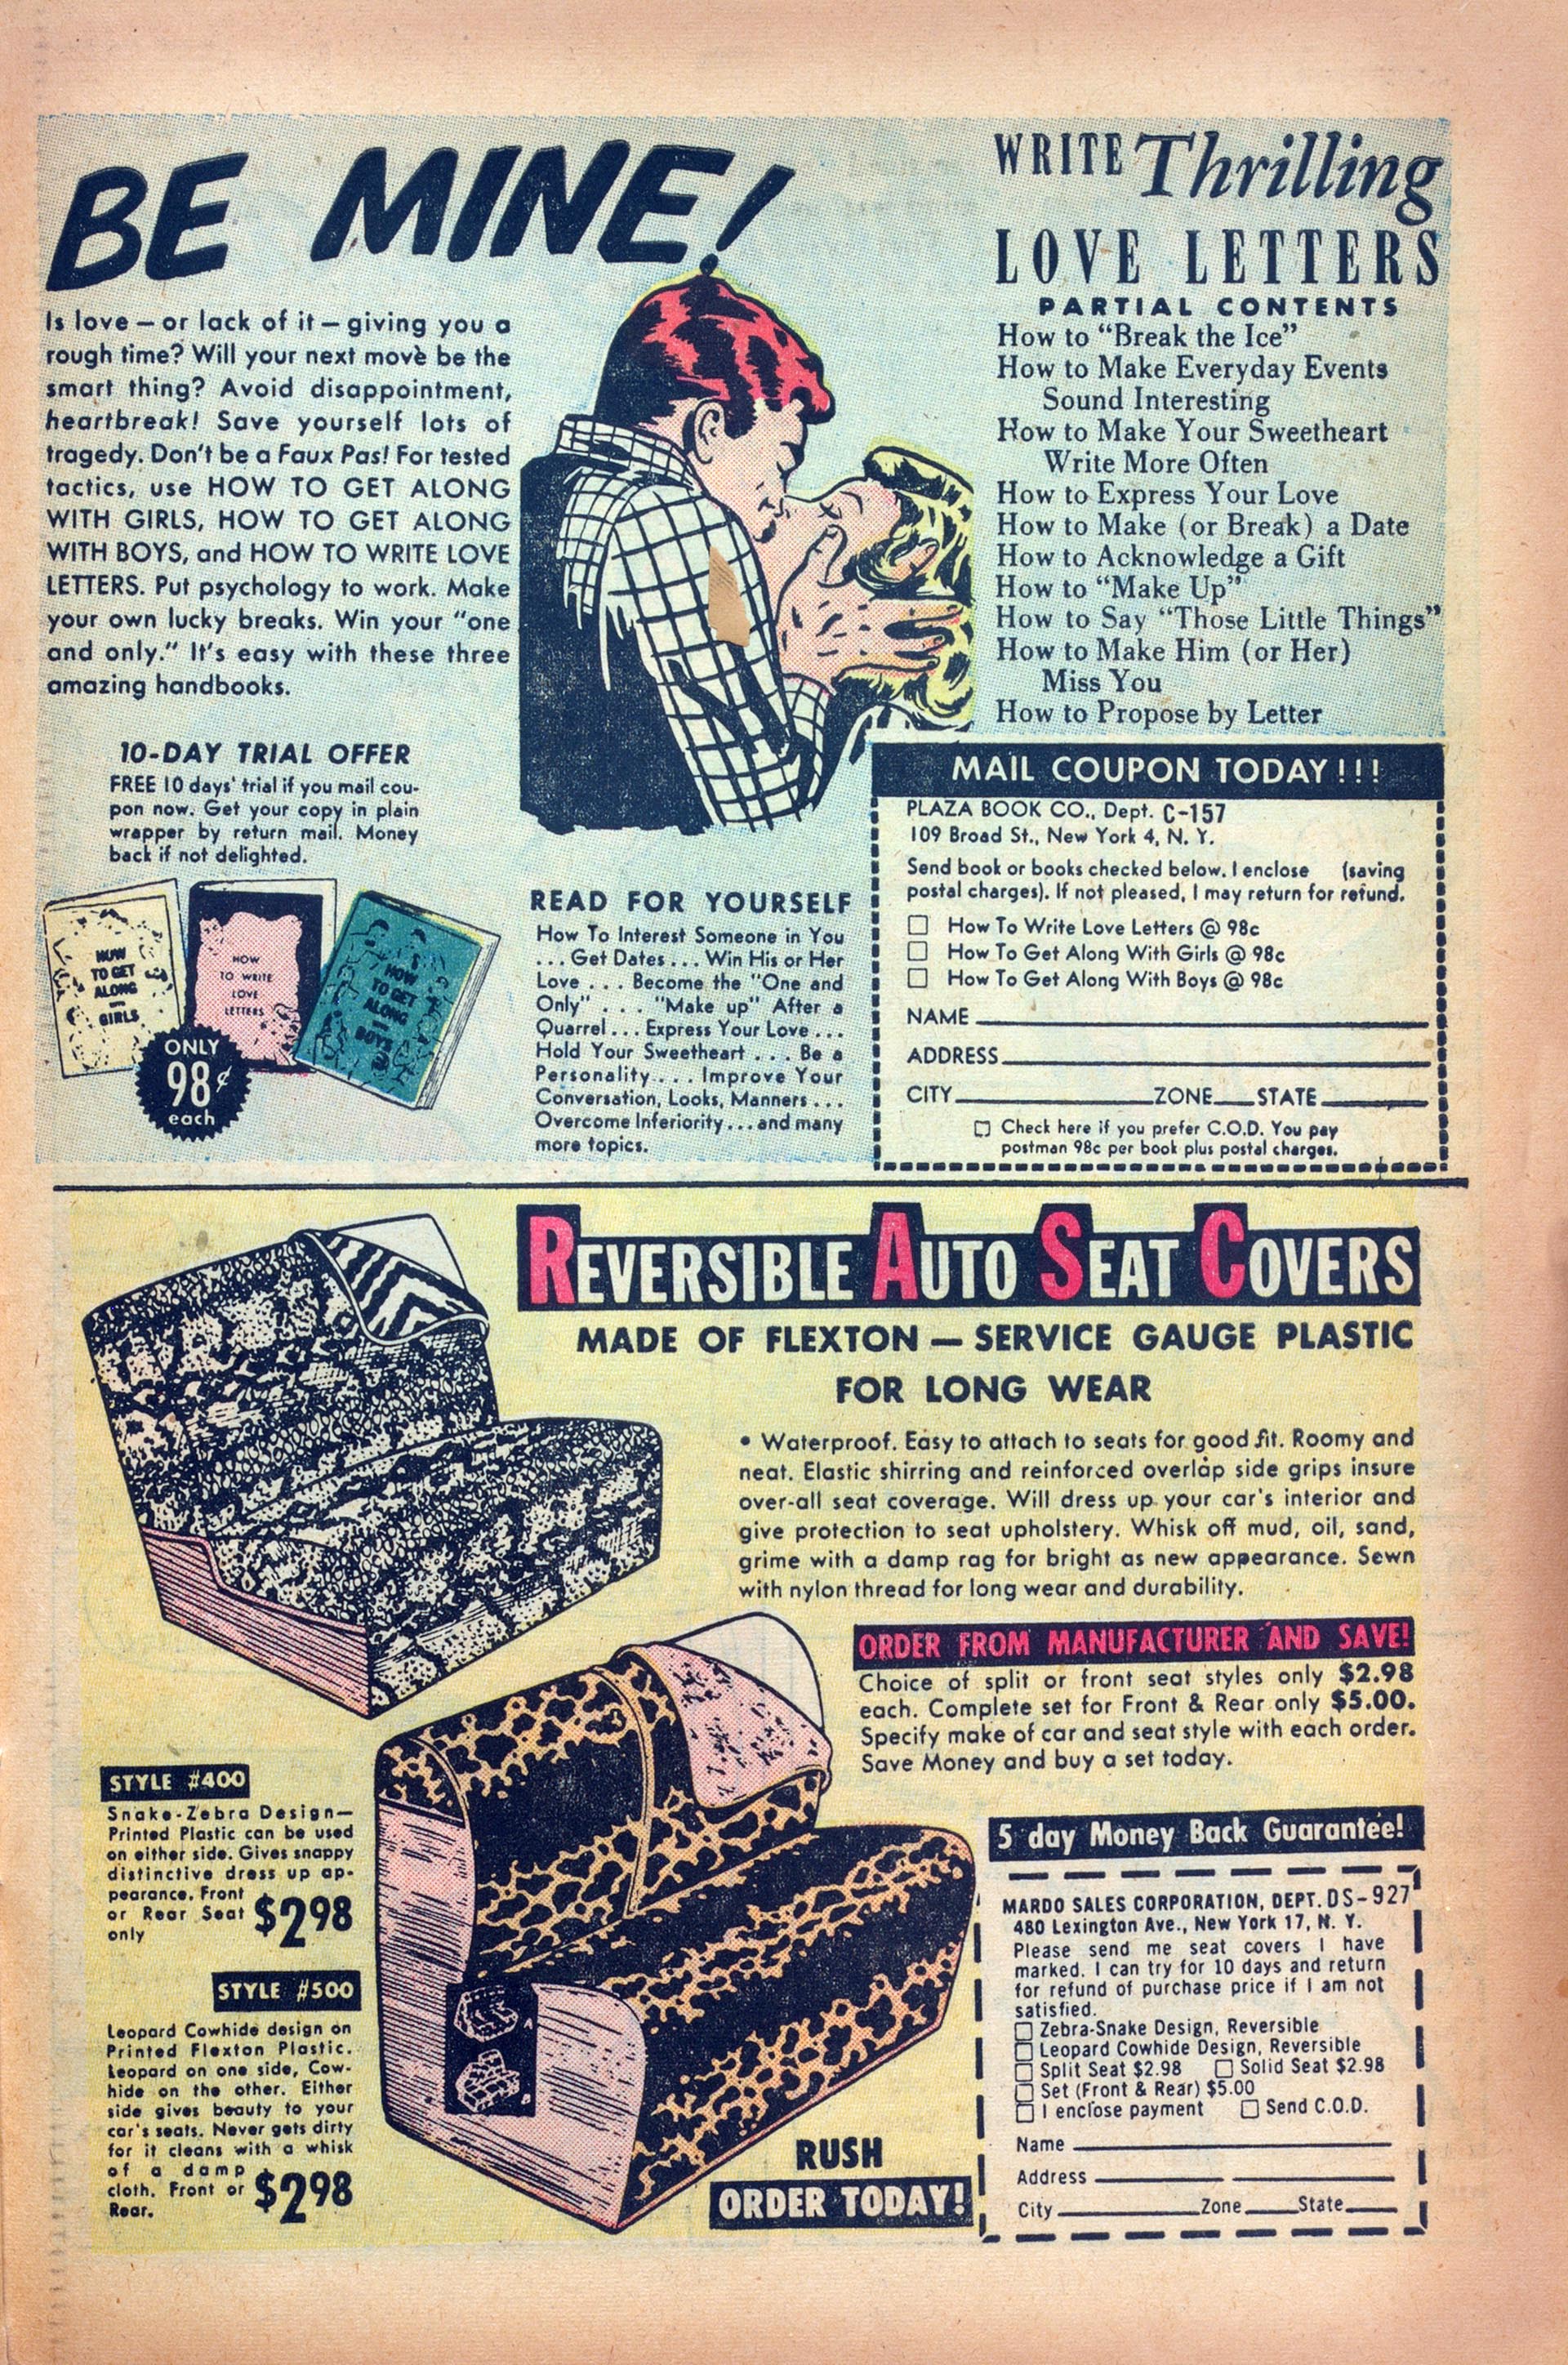 BE MINE!
Is love — or lack of it — giving you a
rough time? Will your next move be the
smart thing? Avoid disappointment,
heartbreak! Save yourself lots of
tragedy. Don't be a Faux Pas! For tested
tactics, use HOW TO GET ALONG
WITH GIRLS, HOW TO GET ALONG
WITH BOYS, and HOW TO WRITE LOVE
LETTERS. Put psychology to work. Make
your own lucky breaks. Win your "one
and only." It's easy with these three
amazing handbooks.
10-DAY TRIAL OFFER
FREE 10 days' trial if you mail cou-
pon now. Get your copy in plain
wrapper by return mail. Money
back if not delighted.
HOW
TO GET
ALONG
GIRLS
HOW
TO WRITE
LOVE
LETTERS
HOW
TO GET
ALONG
BOYS
ONLY
98¢
each
READ FOR YOURSELF
How To Interest Someone in You
... Get Dates ... Win His or Her
Love ... Become the "One and
Only" ... "Make up" After a
Quarrel ... Express Your Love ...
Hold Your Sweetheart ... Be a
Personality ... Improve Your
Conversation, Looks, Manners ...
Overcome Inferiority ... and many
more topics.
WRITE Thrilling
LOVE LETTERS
PARTIAL CONTENTS
How to "Break the Ice"
How to Make Everyday Events
Sound Interesting
How to Make Your Sweetheart
Write More Often
How to Express Your Love
How to Make (or Break) a Date
How to Acknowledge a Gift
How to "Make Up"
How to Say "Those Little Things"
How to Make Him (or Her)
Miss You
How to Propose by Letter
MAIL COUPON TODAY!!!
PLAZA BOOK CO., Dept. C-157
109 Broad St., New York 4, N. Y.
Send book or books checked below. I enclose (saving
postal charges). If not pleased, I may return for refund.
☐ How To Write Love Letters @ 98c
☐ How To Get Along With Girls @ 98c
☐ How To Get Along With Boys @ 98c
NAME
ADDRESS
CITY ZONE STATE
☐ Check here if you prefer C.O.D. You pay
postman 98c per book plus postal charges.
REVERSIBLE AUTO SEAT COVERS
MADE OF FLEXTON — SERVICE GAUGE PLASTIC
FOR LONG WEAR
• Waterproof. Easy to attach to seats for good fit. Roomy and
neat. Elastic shirring and reinforced overlap side grips insure
over-all seat coverage. Will dress up your car's interior and
give protection to seat upholstery. Whisk off mud, oil, sand,
grime with a damp rag for bright as new appearance. Sewn
with nylon thread for long wear and durability.
ORDER FROM MANUFACTURER AND SAVE!
Choice of split or front seat styles only $2.98
each. Complete set for Front & Rear only $5.00.
Specify make of car and seat style with each order.
Save Money and buy a set today.
STYLE #400
Snake-Zebra Design—
Printed Plastic can be used
on either side. Gives snappy
distinctive dress up ap-
pearance. Front
or Rear Seat
only
$2.98
STYLE #500
Leopard Cowhide design on
Printed Flexton Plastic.
Leopard on one side, Cow-
hide on the other. Either
side gives beauty to your
car's seats. Never gets dirty
for it cleans with a whisk
of a damp
cloth. Front or
Rear.
$2.98
RUSH
ORDER TODAY!
5 day Money Back Guarantee!
MARDO SALES CORPORATION, DEPT. DS-927
480 Lexington Ave., New York 17, N. Y.
Please send me seat covers I have
marked. I can try for 10 days and return
for refund of purchase price if I am not
satisfied.
☐ Zebra-Snake Design, Reversible
☐ Leopard Cowhide Design, Reversible
☐ Split Seat $2.98 ☐ Solid Seat $2.98
☐ Set (Front & Rear) $5.00
☐ I enclose payment ☐ Send C.O.D.
Name
Address
City Zone State